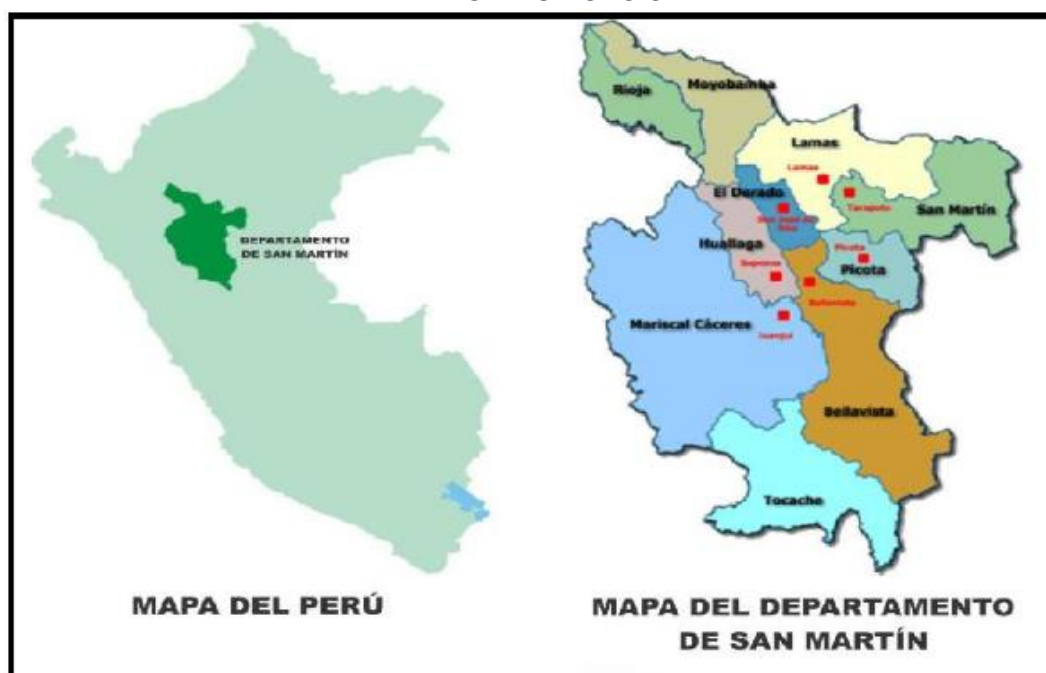 DEPARTAMENTO
DE SAN MARTÍN
MAPA DEL PERÚ
Rioja
Moyobamba
Lamas
Lamas
Tarapoto
San Martín
El Dorado
Huallaga
Saposoa
Picota
Picota
Bellavista
Mariscal Cáceres
Juanjui
Bellavista
Tocache
MAPA DEL DEPARTAMENTO
DE SAN MARTÍN